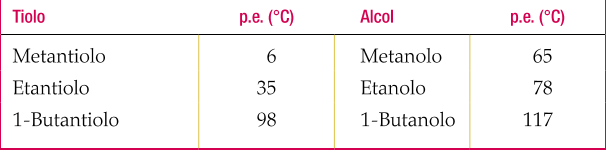 Tiolo p.e. (°C) Alcol p.e. (°C)
Metantiolo 6 Metanolo 65
Etantiolo 35 Etanolo 78
1-Butantiolo 98 1-Butanolo 117